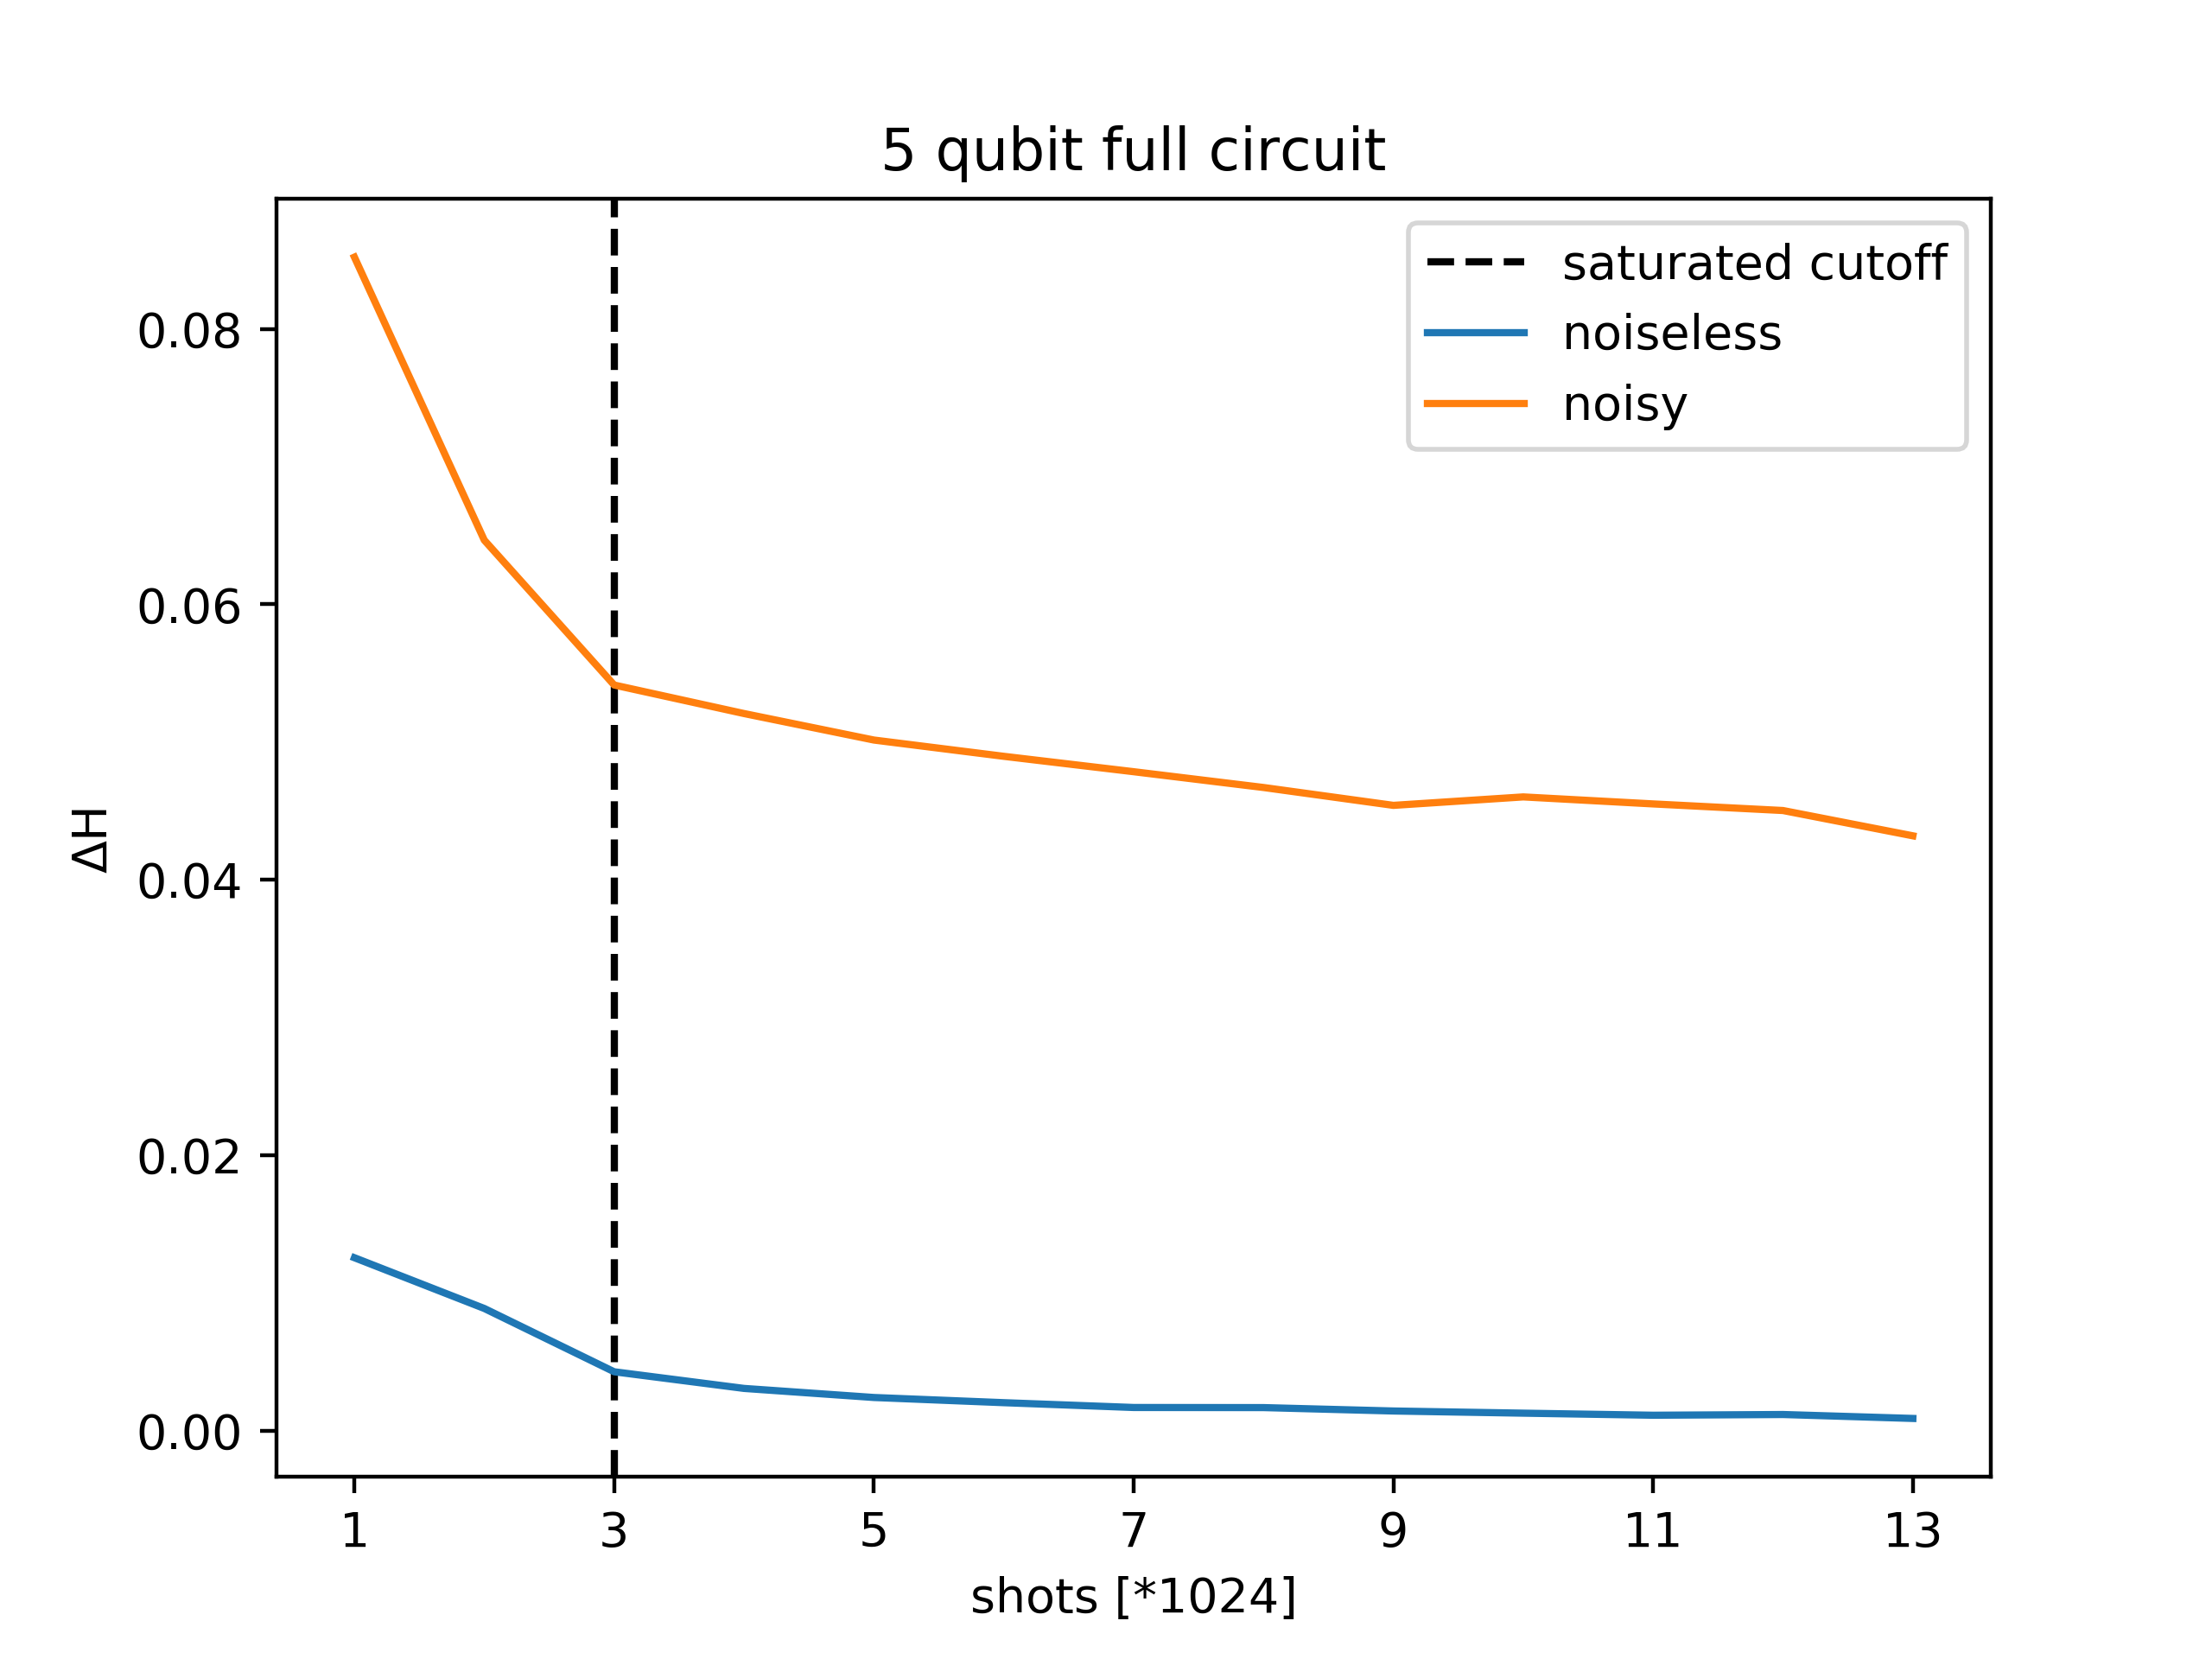 5 qubit full circuit
saturated cutoff
noiseless
noisy
ΔH
0.08
0.06
0.04
0.02
0.00
1 3 5 7 9 11 13
shots [*1024]